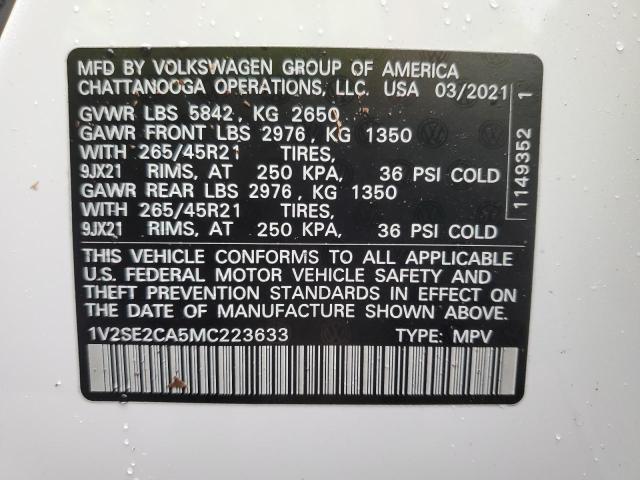 MFD BY VOLKSWAGEN GROUP OF AMERICA
CHATTANOOGA OPERATIONS, LLC. USA 03/2021
GVWR LBS 5842, KG 2650
GAWR FRONT LBS 2976, KG 1350
WITH 265/45R21 TIRES,
9JX21 RIMS, AT 250 KPA, 36 PSI COLD
GAWR REAR LBS 2976, KG 1350
WITH 265/45R21 TIRES,
9JX21 RIMS, AT 250 KPA, 36 PSI COLD
THIS VEHICLE CONFORMS TO ALL APPLICABLE
U.S. FEDERAL MOTOR VEHICLE SAFETY AND
THEFT PREVENTION STANDARDS IN EFFECT ON
THE DATE OF MANUFACTURE SHOWN ABOVE.
1V2SE2CA5MC223633 TYPE: MPV
1149352 1